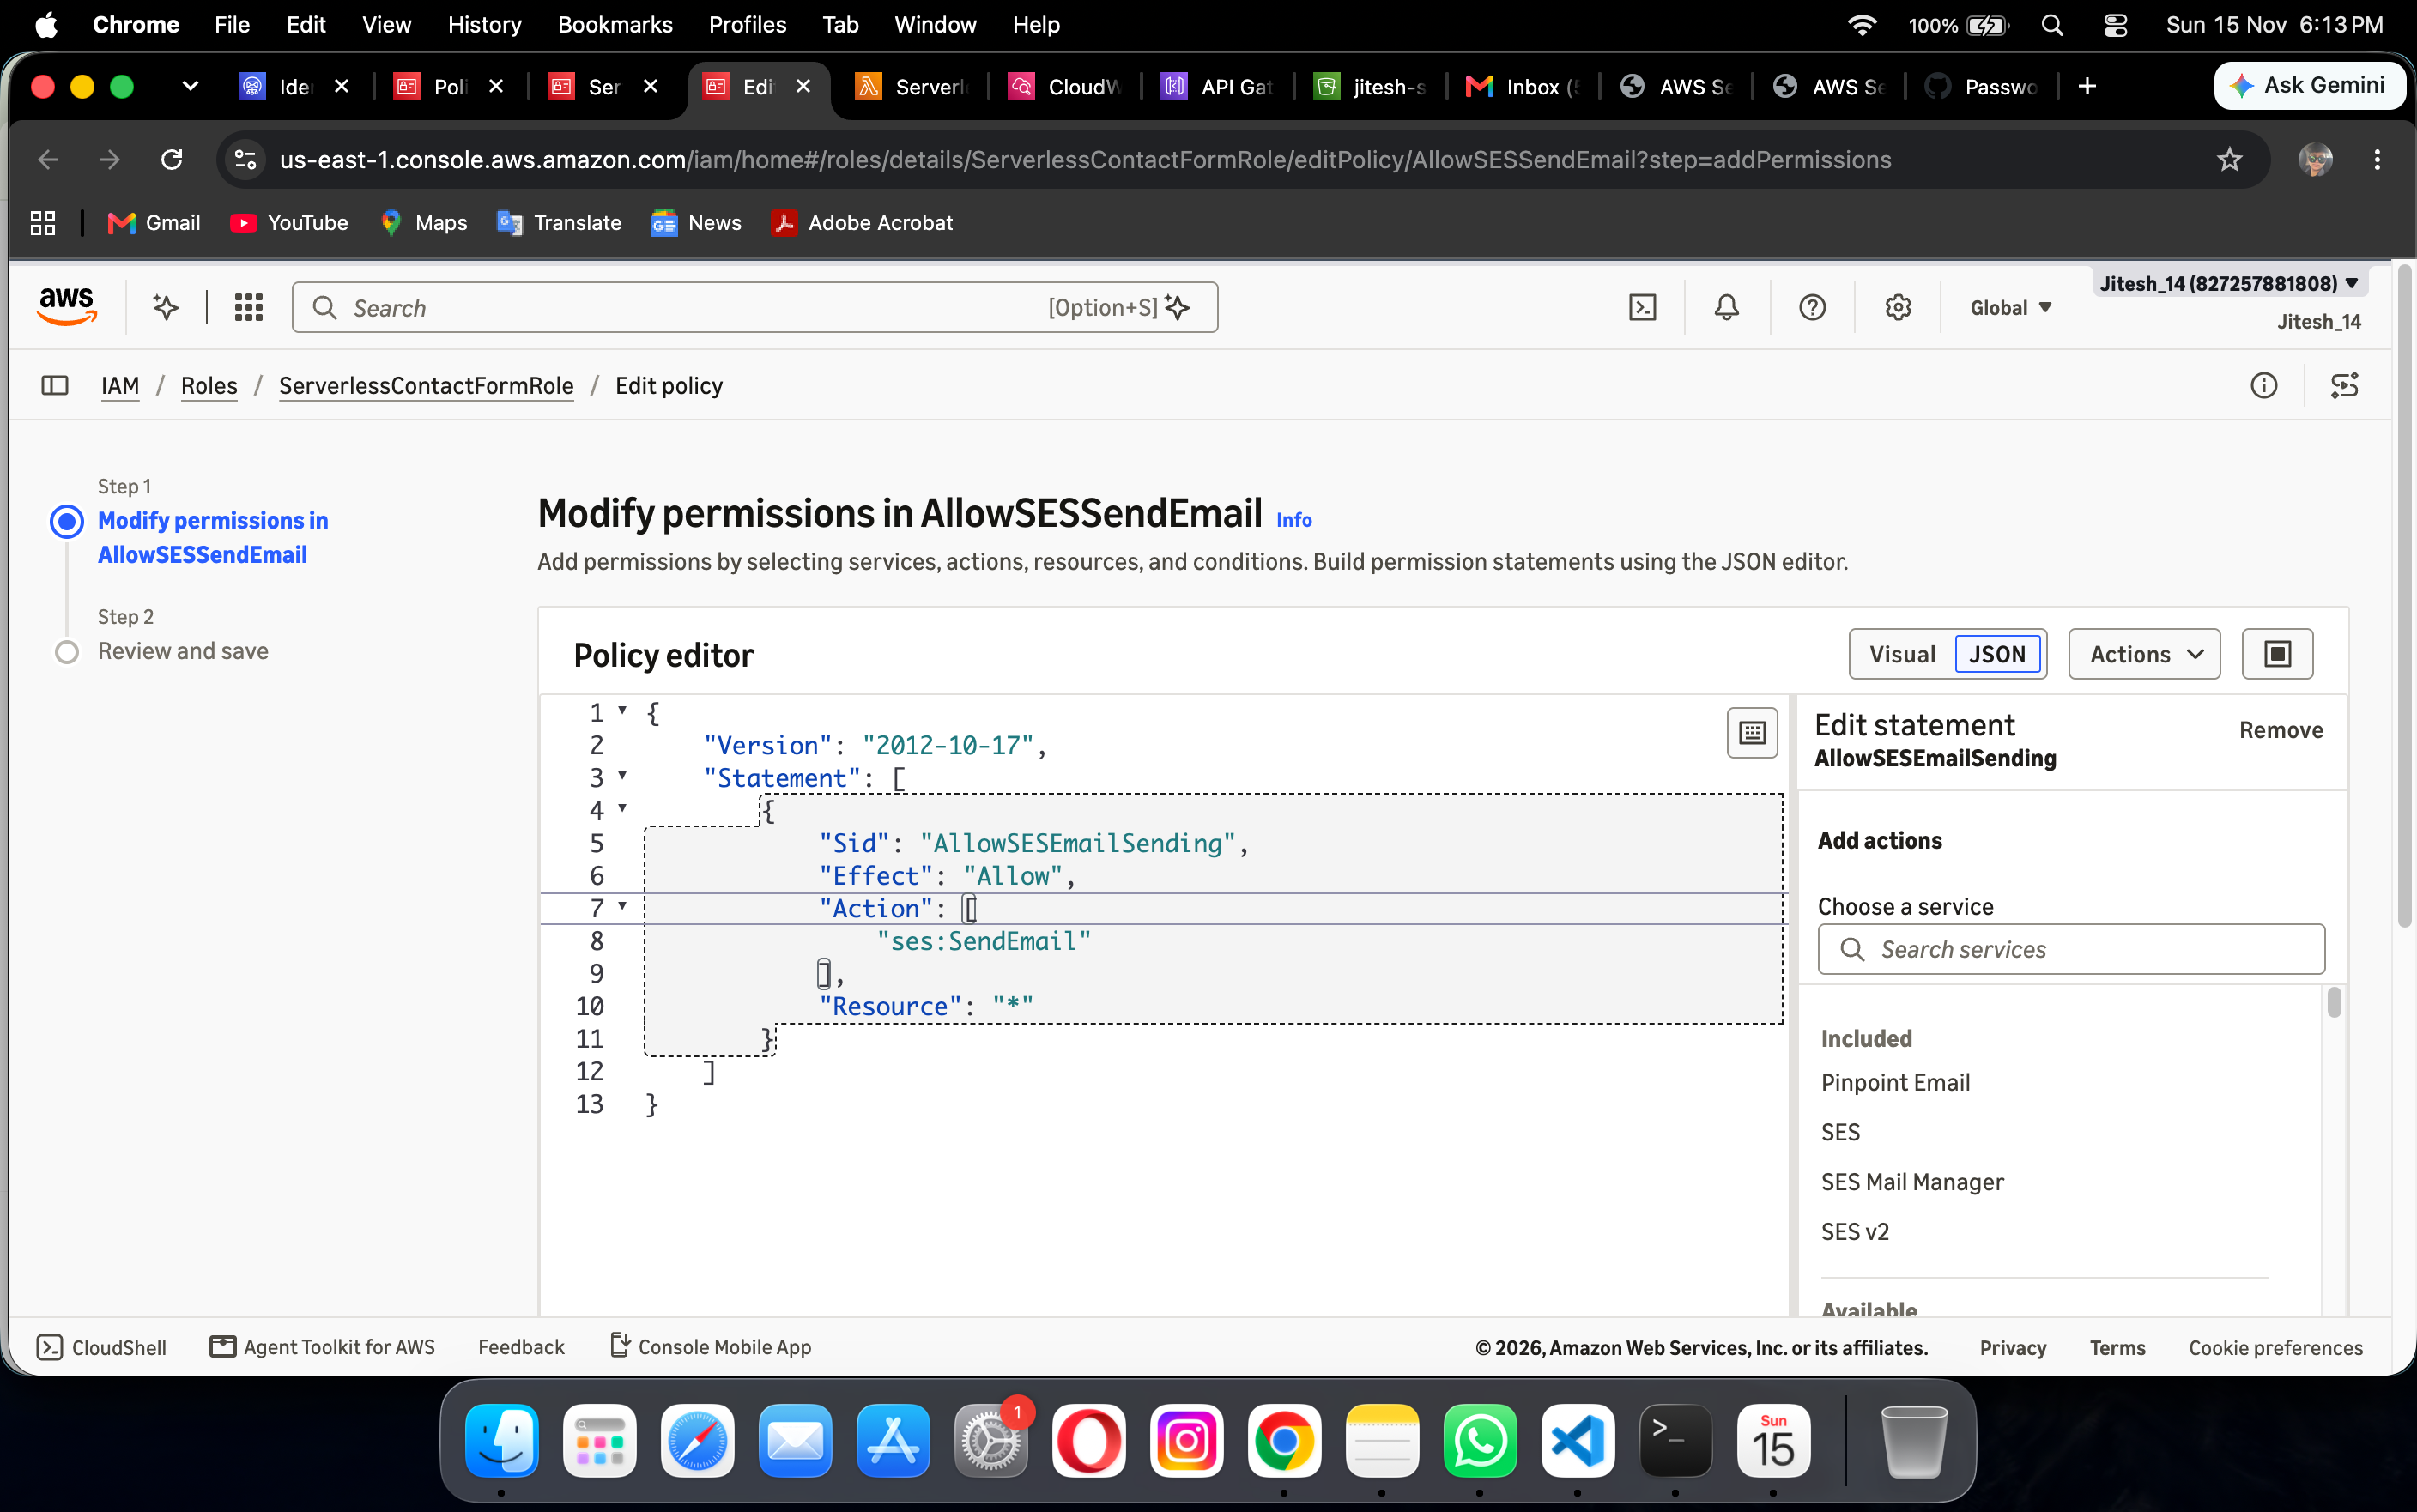 Chrome File Edit View History Bookmarks Profiles Tab Window Help 100% Sun 15 Nov 6:13 PM
Ider Poli Ser Edi Serverle CloudW API Gat jitesh-s Inbox (5 AWS Se AWS Se Passwo Ask Gemini
us-east-1.console.aws.amazon.com/iam/home#/roles/details/ServerlessContactFormRole/editPolicy/AllowSESSendEmail?step=addPermissions
Gmail YouTube Maps Translate News Adobe Acrobat
aws Search [Option+S] Global Jitesh_14 (827257881808)
Jitesh_14
IAM / Roles / ServerlessContactFormRole / Edit policy
Step 1
Modify permissions in
AllowSESSendEmail
Step 2
Review and save
Modify permissions in AllowSESSendEmail Info
Add permissions by selecting services, actions, resources, and conditions. Build permission statements using the JSON editor.
Policy editor Visual JSON Actions
1 {
2 "Version": "2012-10-17",
3 "Statement": [
4 {
5 "Sid": "AllowSESEmailSending",
6 "Effect": "Allow",
7 "Action": [
8 "ses:SendEmail"
9 ],
10 "Resource": "*"
11 }
12 ]
13 }
Edit statement Remove
AllowSESEmailSending
Add actions
Choose a service
Search services
Included
Pinpoint Email
SES
SES Mail Manager
SES v2
Available
CloudShell Agent Toolkit for AWS Feedback Console Mobile App © 2026, Amazon Web Services, Inc. or its affiliates. Privacy Terms Cookie preferences
1
Sun
15